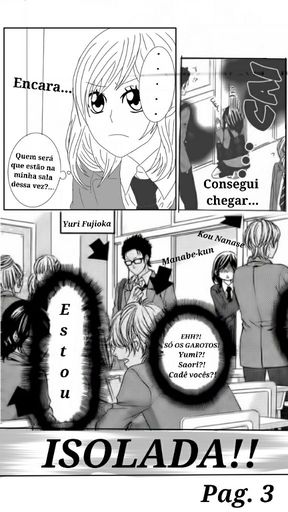 Encara...
Quem será
que estão na
minha sala
dessa vez?...
CAI
Consegui
chegar...
Yuri Fujioka
Manabe-kun
Kou Nanase
E
s
t
o
u
EHH?!
SÓ OS GAROTOS!
Yumi?!
Saori?!
Cadê vocês?!
ISOLADA!!
Pag. 3